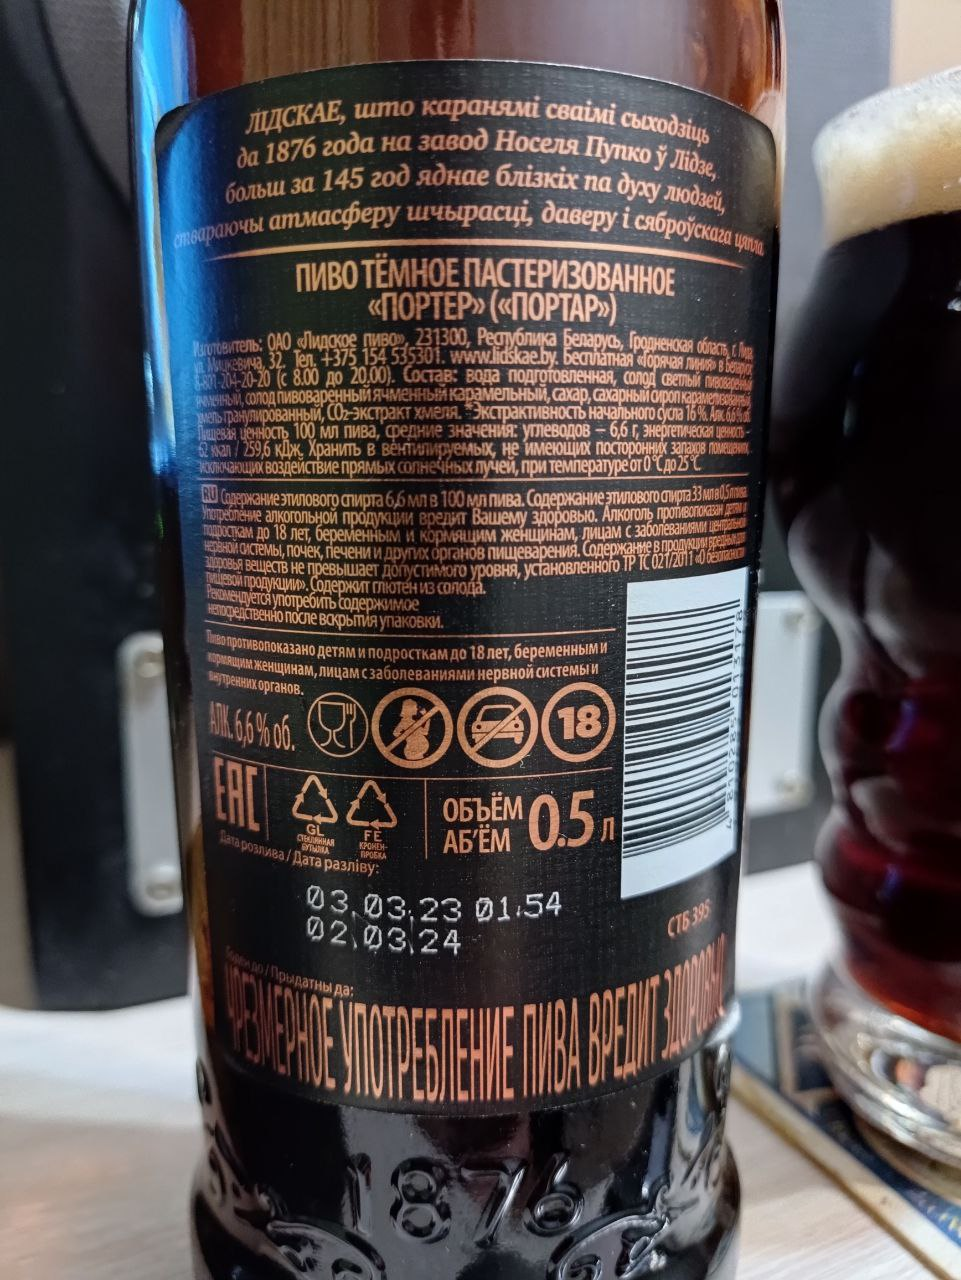 ЛІДСКАЕ, што каранямі сваімі сыходзіць
да 1876 года на завод Носеля Пупко ў Лідзе,
больш за 145 год яднае блізкіх па духу людзей,
ствараючы атмасферу шчырасці, даверу і сяброўскага цяпла.
ПИВО ТЁМНОЕ ПАСТЕРИЗОВАННОЕ
«ПОРТЕР» («ПОРТАР»)
Изготовитель: ОАО «Лидское пиво», 231300, Республика Беларусь, Гродненская область, г. Лида,
ул. Мицкевича, 32. Тел. +375 154 535301. www.lidskae.by. Бесплатная «горячая линия» в Беларуси:
8-801-204-20-20 (с 8.00 до 20.00). Состав: вода подготовленная, солод светлый пивоваренный
ячменный, солод пивоваренный ячменный карамельный, сахар, сахарный сироп карамелизованный,
хмель гранулированный, CO₂-экстракт хмеля. Экстрактивность начального сусла 16 %. Алк. 6,6 % об.
Пищевая ценность 100 мл пива, средние значения: углеводов – 6,6 г, энергетическая ценность –
62 ккал / 259,6 кДж. Хранить в вентилируемых, не имеющих посторонних запахов помещениях,
исключающих воздействие прямых солнечных лучей, при температуре от 0 °C до 25 °C.
RU Содержание этилового спирта 6,6 мл в 100 мл пива. Содержание этилового спирта 33 мл в 0,5 л пива.
Употребление алкогольной продукции вредит Вашему здоровью. Алкоголь противопоказан детям и
подросткам до 18 лет, беременным и кормящим женщинам, лицам с заболеваниями центральной
нервной системы, почек, печени и других органов пищеварения. Содержание в продукции вредных для
здоровья веществ не превышает допустимого уровня, установленного ТР ТС 021/2011 «О безопасности
пищевой продукции». Содержит глютен из солода.
Рекомендуется употребить содержимое
непосредственно после вскрытия упаковки.
Пиво противопоказано детям и подросткам до 18 лет, беременным и
кормящим женщинам, лицам с заболеваниями нервной системы и
внутренних органов.
АЛК. 6,6 % об.
18
EAC
GL
СТЕКЛЯННАЯ
БУТЫЛКА
FE
КРОНЕН-
ПРОБКА
ОБЪЁМ
АБ'ЁМ
0.5 л
4 810285 013178
Дата розлива / Дата разліву:
03.03.23 01:54
02.03.24
СТБ 395
Годен до / Прыдатны да:
ЧРЕЗМЕРНОЕ УПОТРЕБЛЕНИЕ ПИВА ВРЕДИТ ЗДОРОВЬЮ
1876